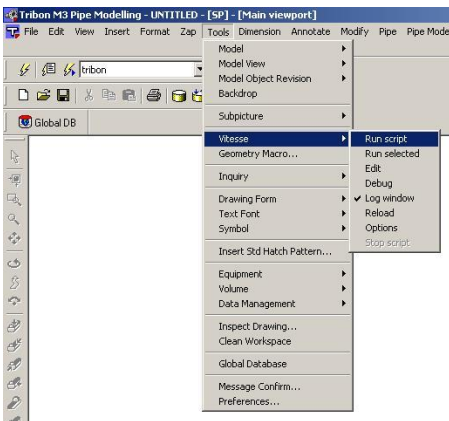 Tribon M3 Pipe Modelling - UNTITLED - [SP] - [Main viewport]
File Edit View Insert Format Zap Tools Dimension Annotate Modify Pipe Pipe Mode
tribon
Global DB
Model
Model View
Model Object Revision
Backdrop
Subpicture
Vitesse
Geometry Macro...
Inquiry
Drawing Form
Text Font
Symbol
Insert Std Hatch Pattern...
Equipment
Volume
Data Management
Inspect Drawing...
Clean Workspace
Global Database
Message Confirm...
Preferences...
Run script
Run selected
Edit
Debug
Log window
Reload
Options
Stop script